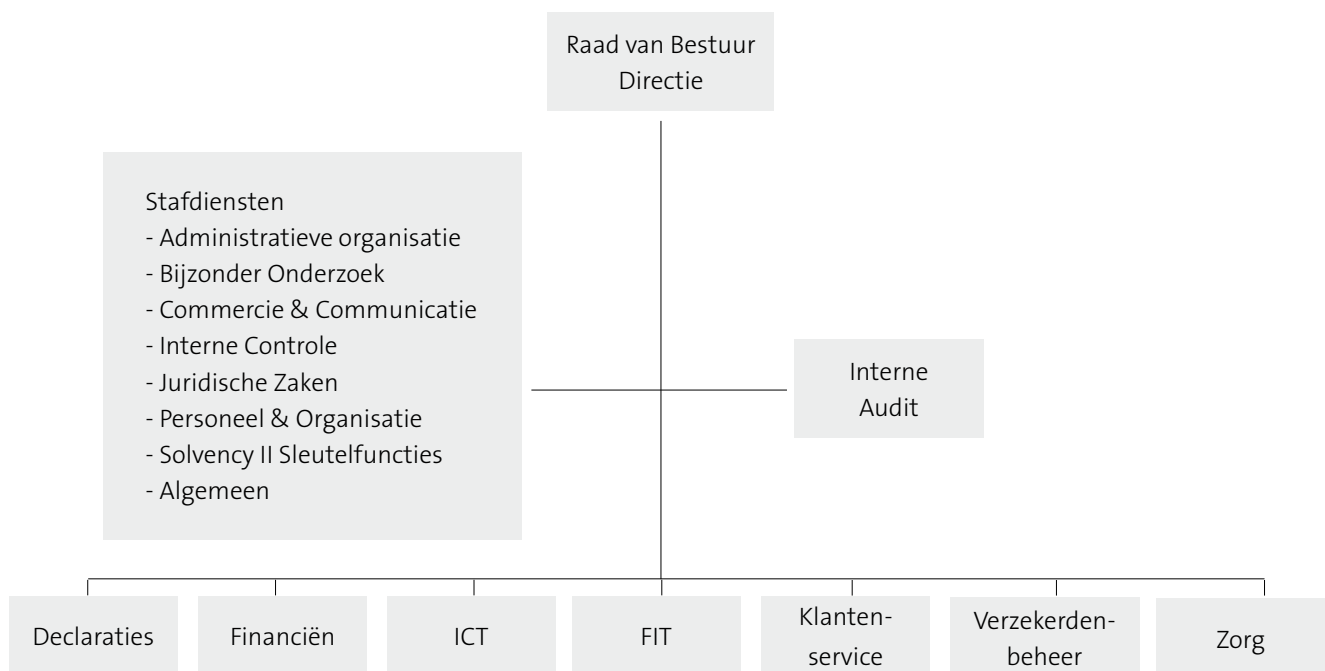 Raad van Bestuur
Directie
Stafdiensten
- Administratieve organisatie
- Bijzonder Onderzoek
- Commercie & Communicatie
- Interne Controle
- Juridische Zaken
- Personeel & Organisatie
- Solvency II Sleutelfuncties
- Algemeen
Interne
Audit
Declaraties
Financiën
ICT
FIT
Klanten-
service
Verzekerden-
beheer
Zorg